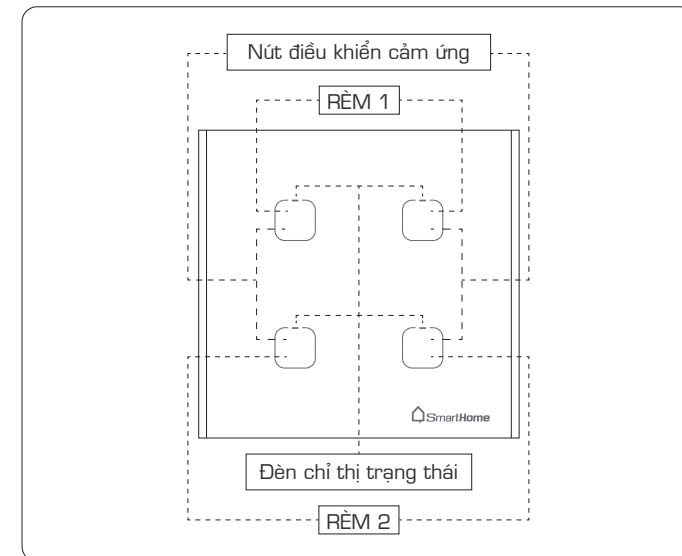 Nút điều khiển cảm ứng
RÈM 1
SmartHome
Đèn chỉ thị trạng thái
RÈM 2